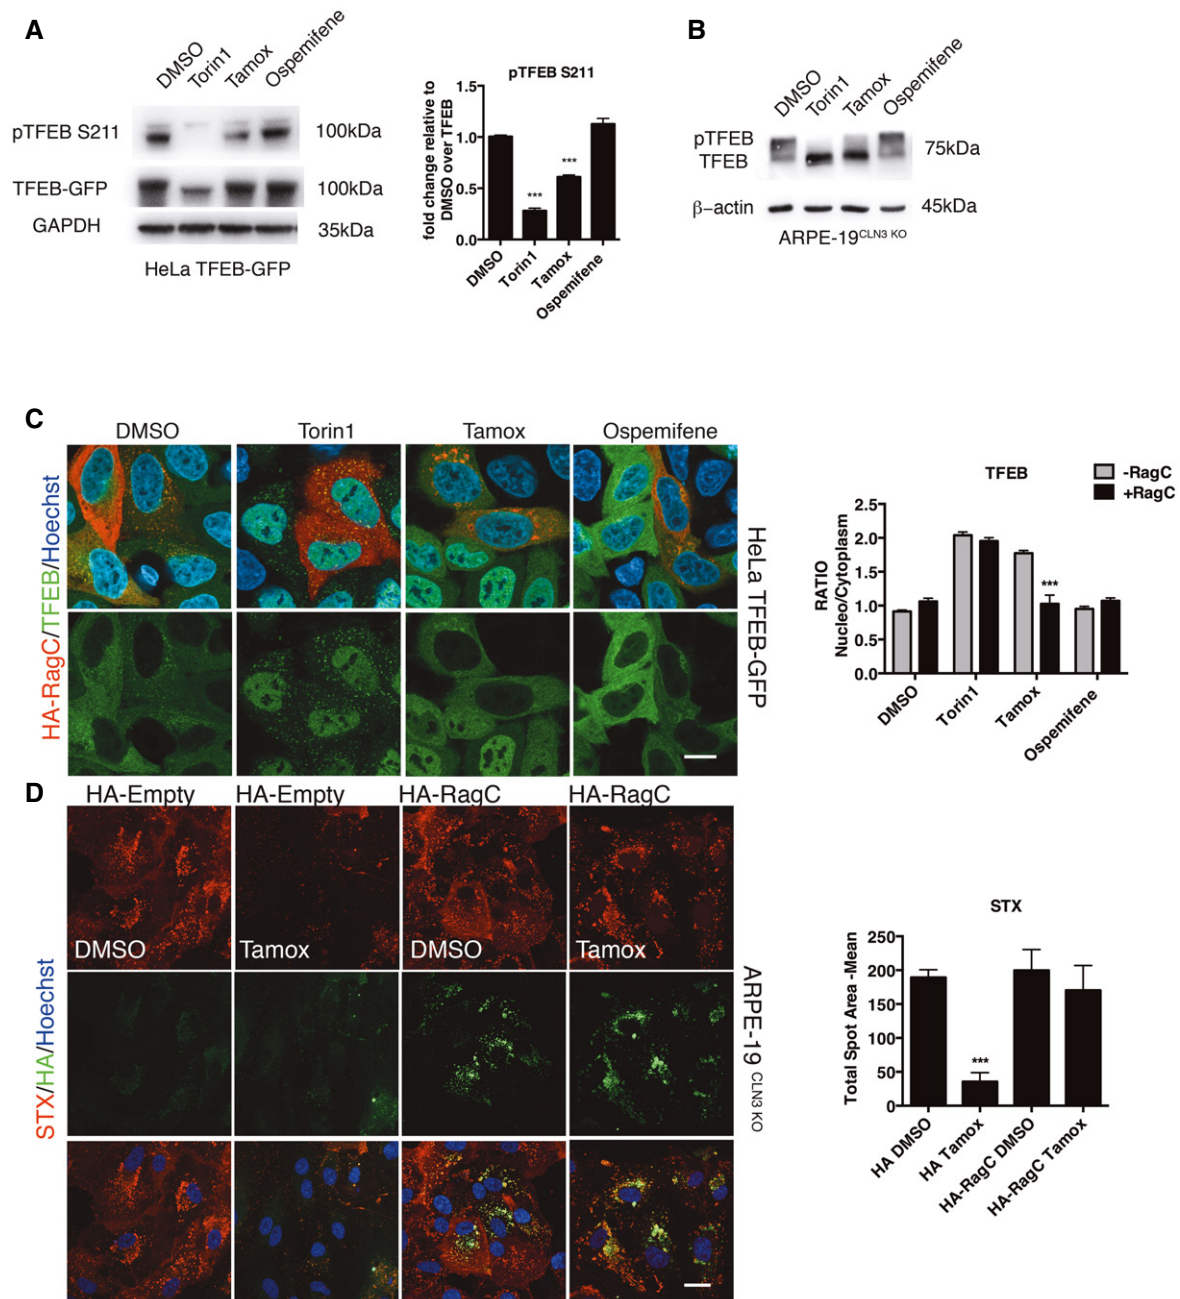 A
DMSO
Torin1
Tamox
Ospemifene
pTFEB S211
100kDa
TFEB-GFP
100kDa
GAPDH
35kDa
HeLa TFEB-GFP
pTFEB S211
fold change relative to
DMSO over TFEB
1.5
1.0
0.5
0.0
***
***
DMSO
Torin1
Tamox
Ospemifene
B
DMSO
Torin1
Tamox
Ospemifene
pTFEB
TFEB
75kDa
β–actin
45kDa
ARPE-19CLN3 KO
C
DMSO
Torin1
Tamox
Ospemifene
HA-RagC/TFEB/Hoechst
HeLa TFEB-GFP
TFEB
-RagC
+RagC
RATIO
Nucleo/Cytoplasm
2.5
2.0
1.5
1.0
0.5
0.0
***
DMSO
Torin1
Tamox
Ospemifene
D
HA-Empty
HA-Empty
HA-RagC
HA-RagC
DMSO
Tamox
DMSO
Tamox
STX/HA/Hoechst
ARPE-19 CLN3 KO
STX
Total Spot Area -Mean
250
200
150
100
50
0
***
HA DMSO
HA Tamox
HA-RagC DMSO
HA-RagC Tamox